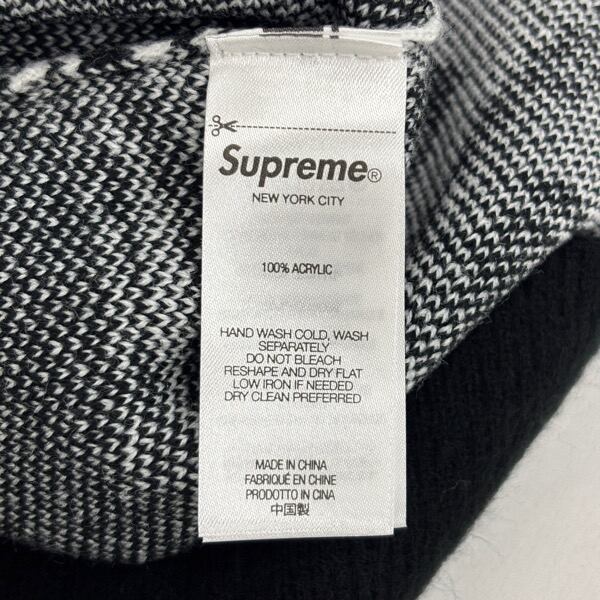 Supreme®
NEW YORK CITY
100% ACRYLIC
HAND WASH COLD, WASH
SEPARATELY
DO NOT BLEACH
RESHAPE AND DRY FLAT
LOW IRON IF NEEDED
DRY CLEAN PREFERRED
MADE IN CHINA
FABRIQUÉ EN CHINE
PRODOTTO IN CINA
中国製